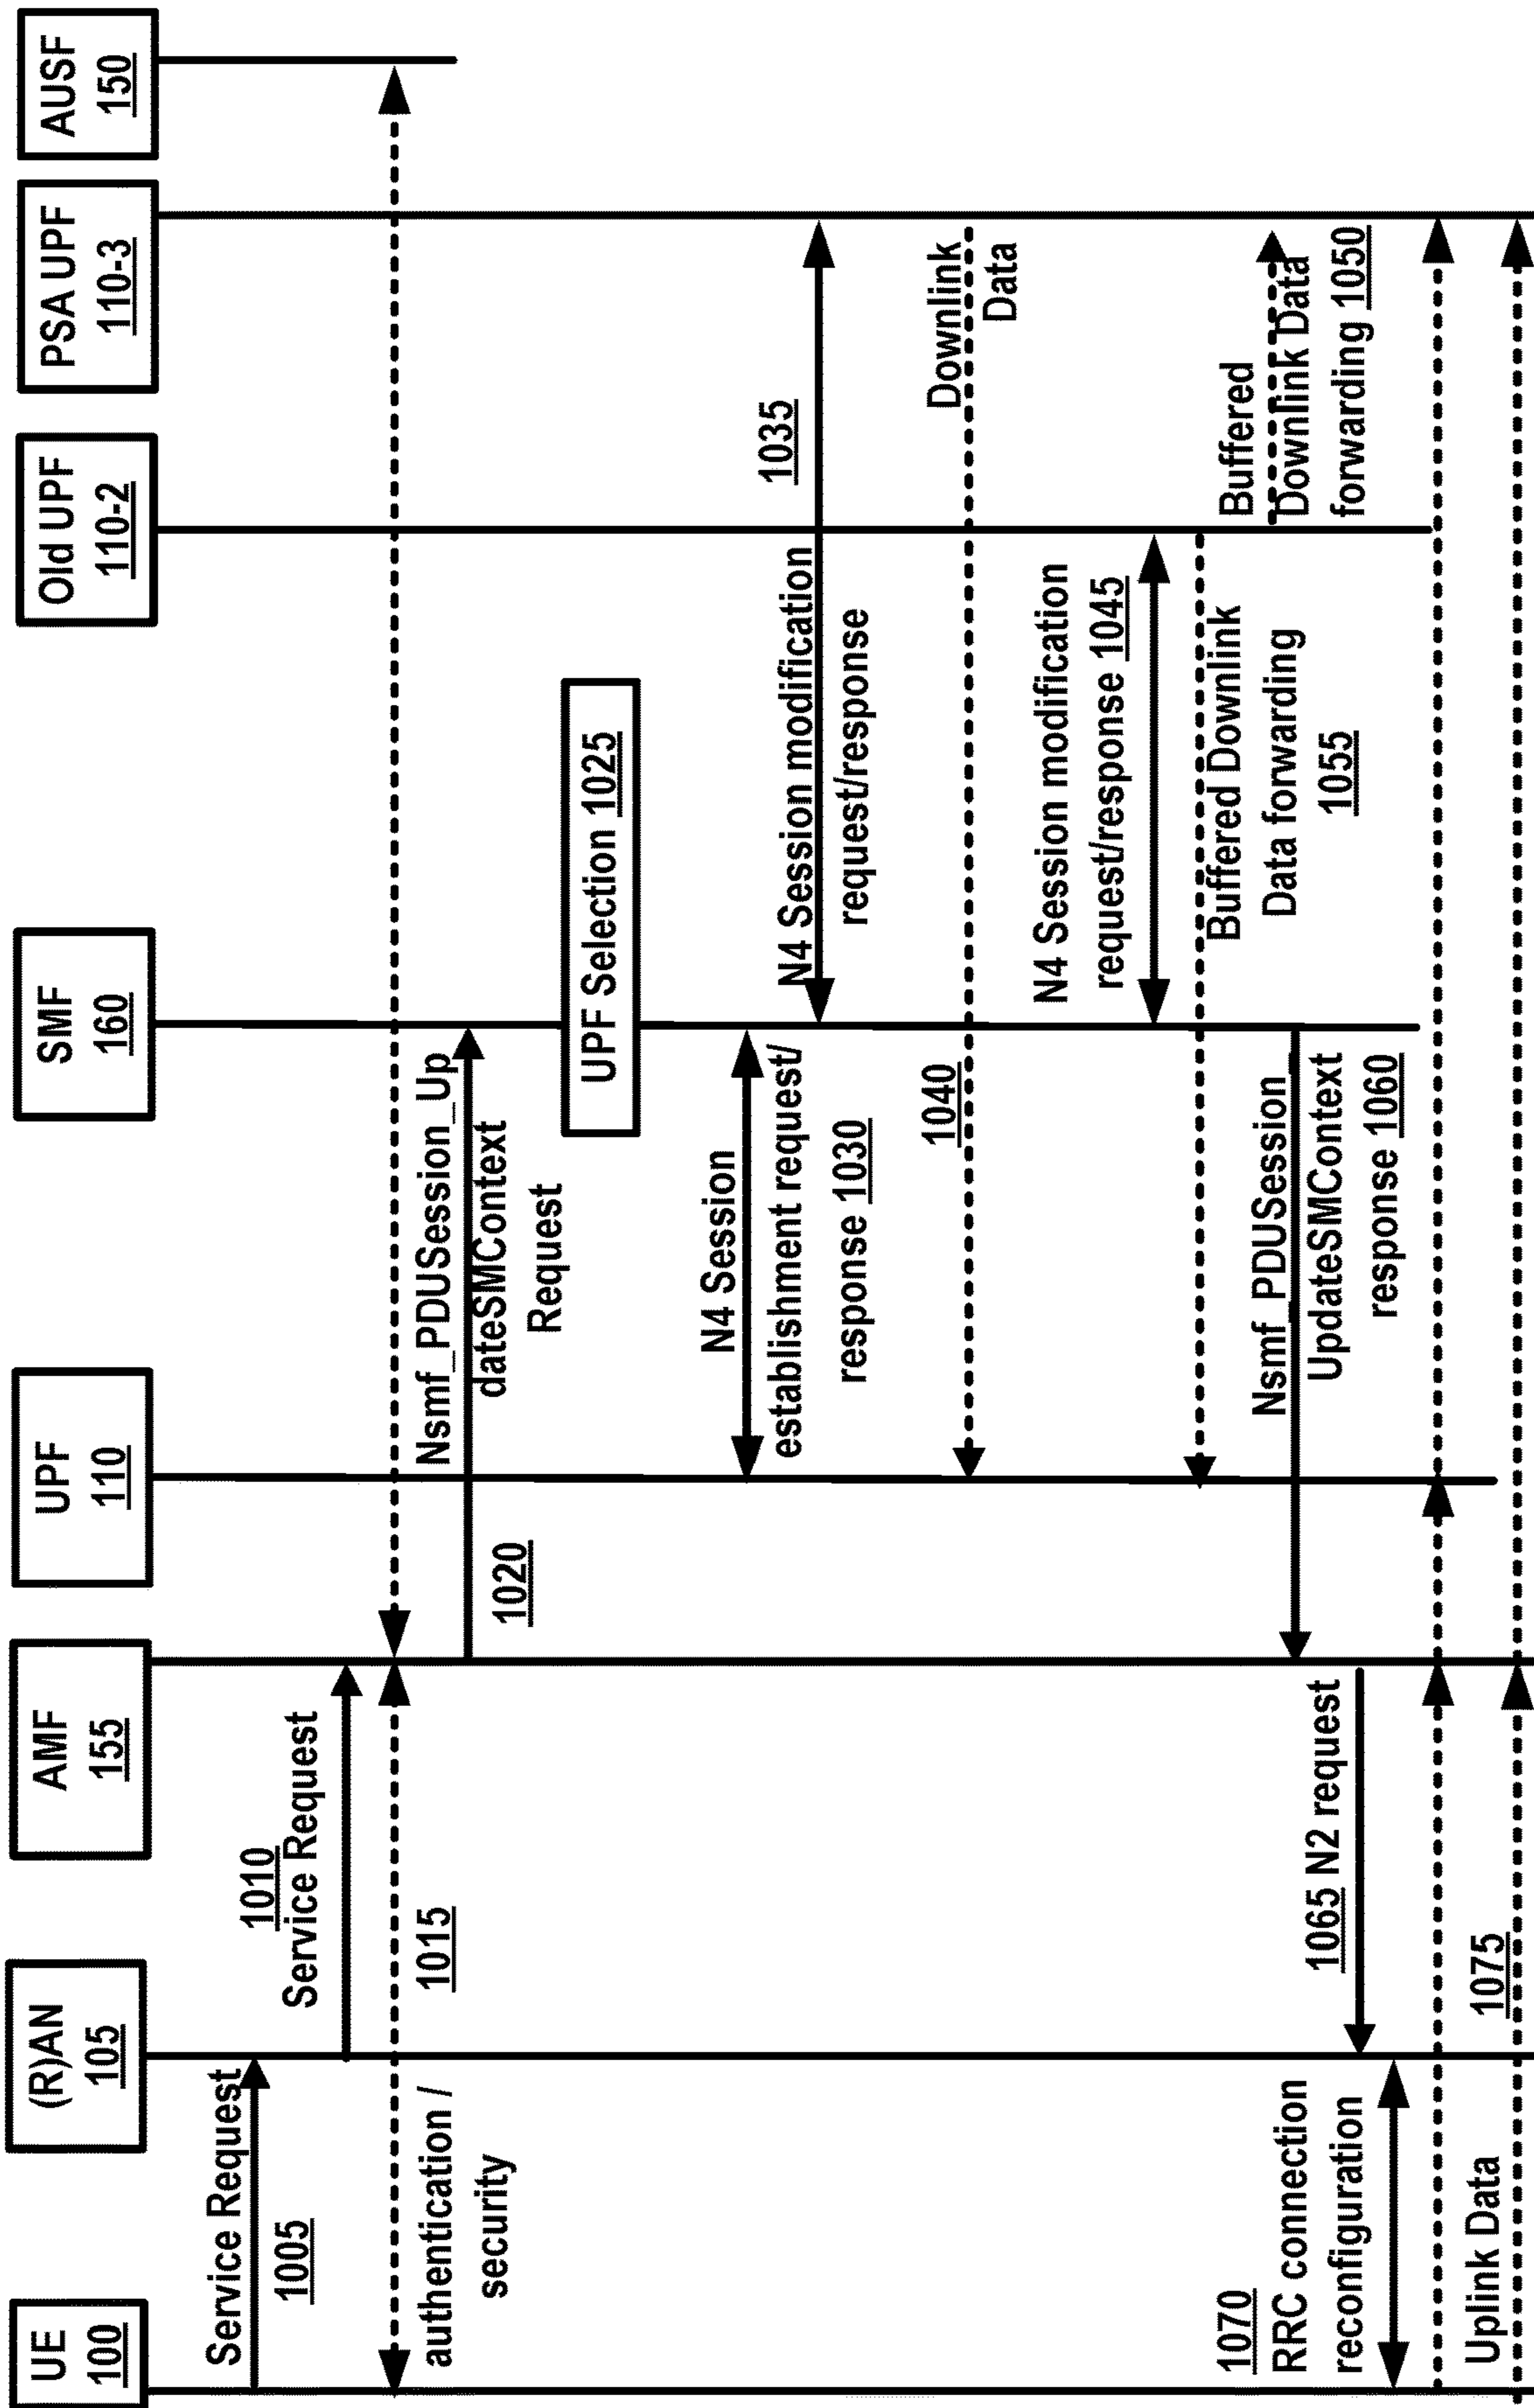 UE
100
(R)AN
105
AMF
155
UPF
110
SMF
160
Old UPF
110-2
PSA UPF
110-3
AUSF
150
Service Request
1005
1010
Service Request
authentication /
security
1015
Nsmf_PDUSession_Up
dateSMContext
Request
1020
UPF Selection 1025
N4 Session
establishment request/
response 1030
1035
N4 Session modification
request/response
Downlink
Data
1040
N4 Session modification
request/response 1045
Buffered
Downlink Data
forwarding 1050
Buffered Downlink
Data forwarding
1055
Nsmf_PDUSession_
UpdateSMContext
response 1060
1065 N2 request
1070
RRC connection
reconfiguration
Uplink Data
1075